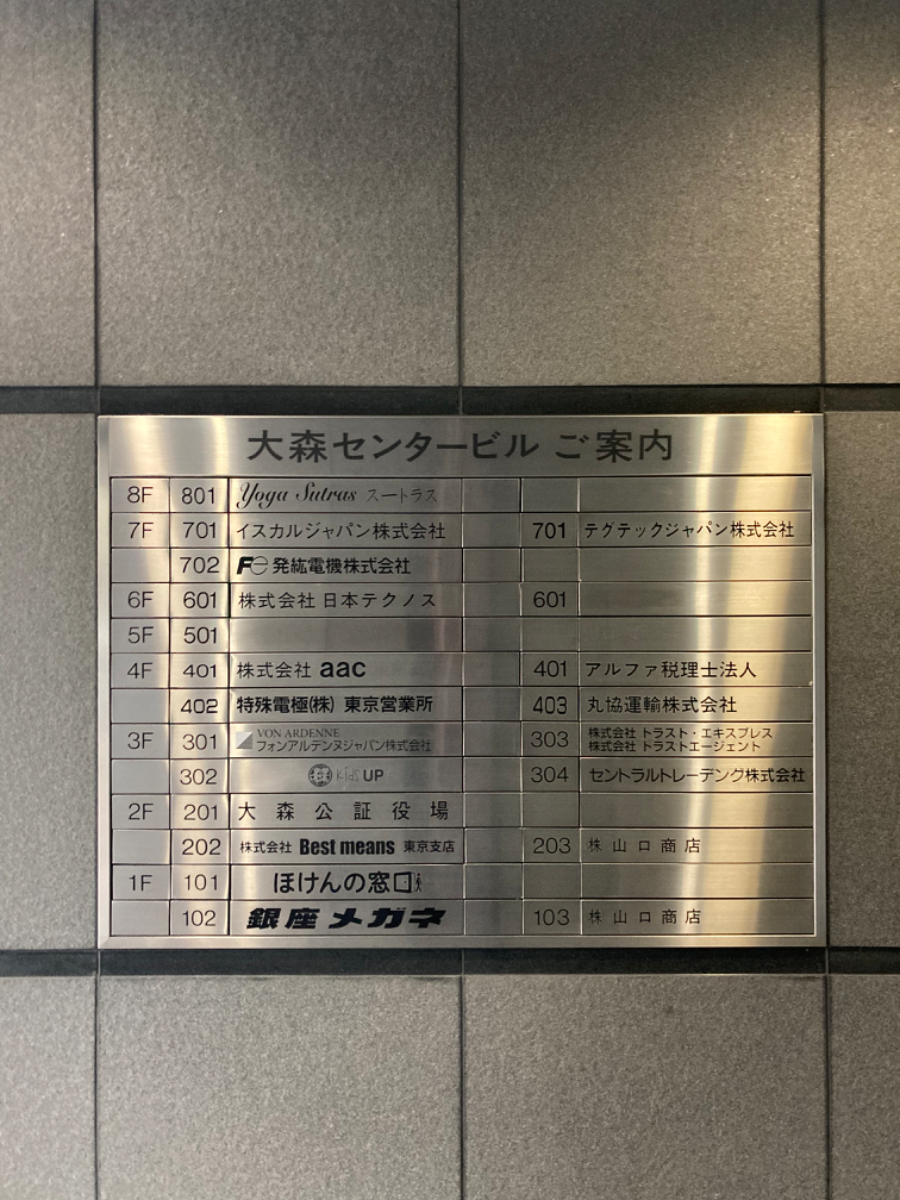 大森センタービル ご案内
8F 801 Yoga Sutras スートラス
7F 701 イスカルジャパン株式会社 701 テグテックジャパン株式会社
702 Fe 発紘電機株式会社
6F 601 株式会社 日本テクノス 601
5F 501
4F 401 株式会社 aac 401 アルファ税理士法人
402 特殊電極(株) 東京営業所 403 丸協運輸株式会社
3F 301 VON ARDENNE フォンアルデンヌジャパン株式会社 303 株式会社 トラスト・エキスプレス
株式会社 トラストエージェント
302 kids UP 304 セントラルトレーデング株式会社
2F 201 大森公証役場
202 株式会社 Best means 東京支店 203 株 山口商店
1F 101 ほけんの窓口
102 銀座メガネ 103 株 山口商店